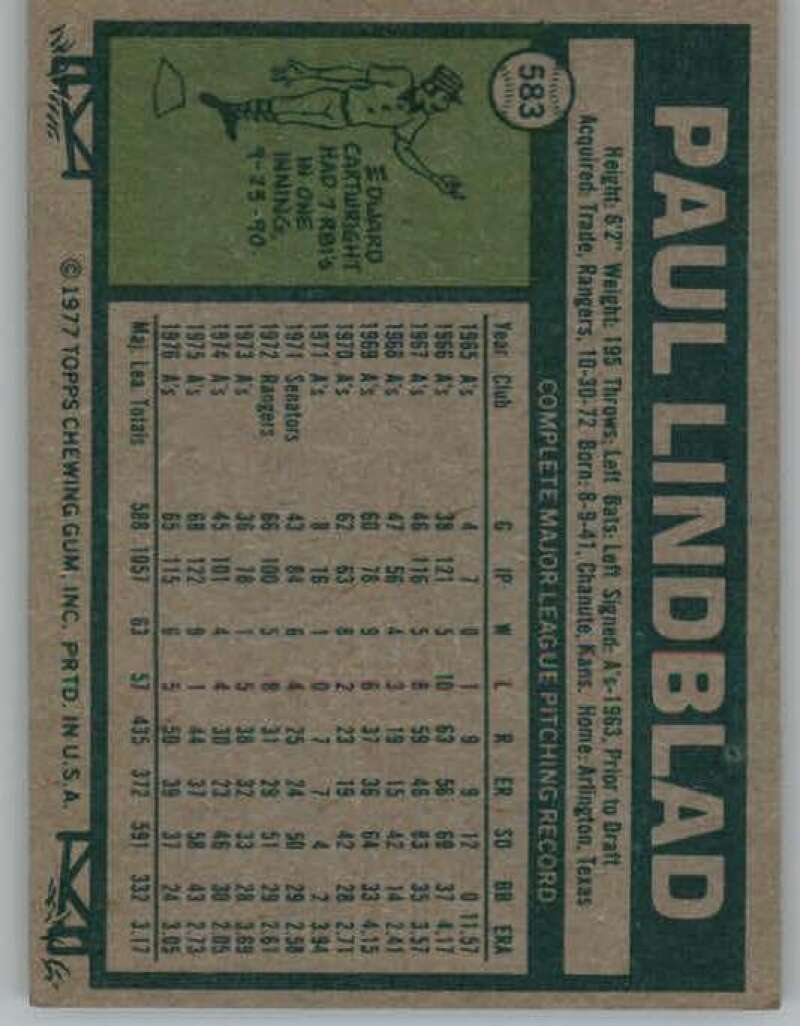 583
PAUL LINDBLAD
Height: 6'2" Weight: 195 Throws: Left Bats: Left Signed: A's-1963, Prior to Draft
Acquired: Trade, Rangers, 10-30-72 Born: 8-9-41, Chanute, Kans. Home: Arlington, Texas
EDWARD
CARTWRIGHT
HAD 7 RBI's
IN ONE
INNING,
9-23-90.
COMPLETE MAJOR LEAGUE PITCHING RECORD
Year Club G IP W L R ER SO BB ERA
1965 A's 4 7 0 1 9 9 12 0 11.57
1966 A's 38 121 5 10 63 56 69 37 4.17
1967 A's 46 116 5 8 59 46 83 35 3.57
1968 A's 47 56 4 3 19 15 42 14 2.41
1969 A's 60 78 9 6 37 36 64 33 4.15
1970 A's 62 63 8 2 23 19 42 28 2.71
1971 A's 8 16 1 0 7 7 4 2 3.94
1971 Senators 43 84 6 4 25 24 50 29 2.58
1972 Rangers 66 100 5 8 31 29 51 29 2.61
1973 A's 36 78 1 5 38 32 33 28 3.69
1974 A's 45 101 4 4 30 23 46 30 2.05
1975 A's 68 122 9 1 44 37 58 43 2.73
1976 A's 65 115 6 5 50 39 37 24 3.05
Maj. Lea. Totals 588 1057 63 57 435 372 591 332 3.17
© 1977 TOPPS CHEWING GUM, INC. PRTD. IN U.S.A.